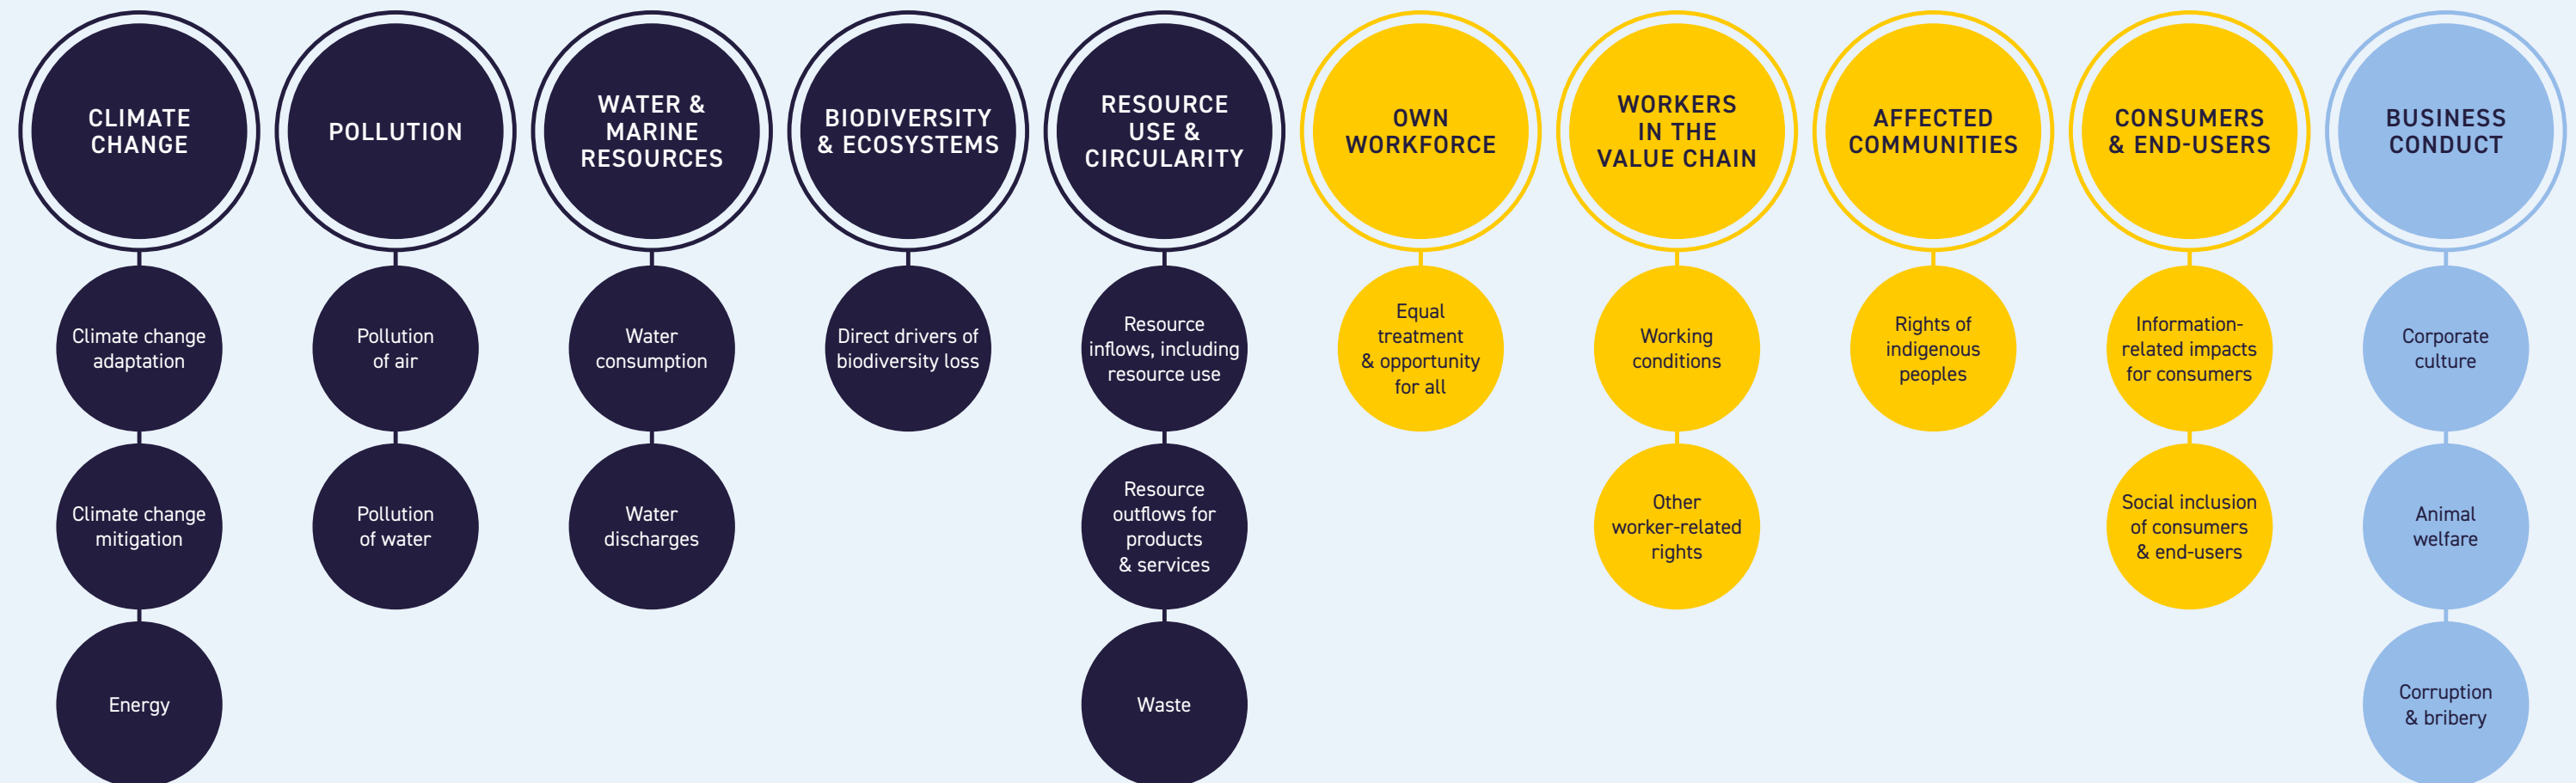 CLIMATE
CHANGE
POLLUTION
WATER &
MARINE
RESOURCES
BIODIVERSITY
& ECOSYSTEMS
RESOURCE
USE &
CIRCULARITY
OWN
WORKFORCE
WORKERS
IN THE
VALUE CHAIN
AFFECTED
COMMUNITIES
CONSUMERS
& END-USERS
BUSINESS
CONDUCT
Climate change
adaptation
Pollution
of air
Water
consumption
Direct drivers of
biodiversity loss
Resource
inflows, including
resource use
Equal
treatment
& opportunity
for all
Working
conditions
Rights of
indigenous
peoples
Information-
related impacts
for consumers
Corporate
culture
Climate change
mitigation
Pollution
of water
Water
discharges
Resource
outflows for
products
& services
Other
worker-related
rights
Social inclusion
of consumers
& end-users
Animal
welfare
Energy
Waste
Corruption
& bribery